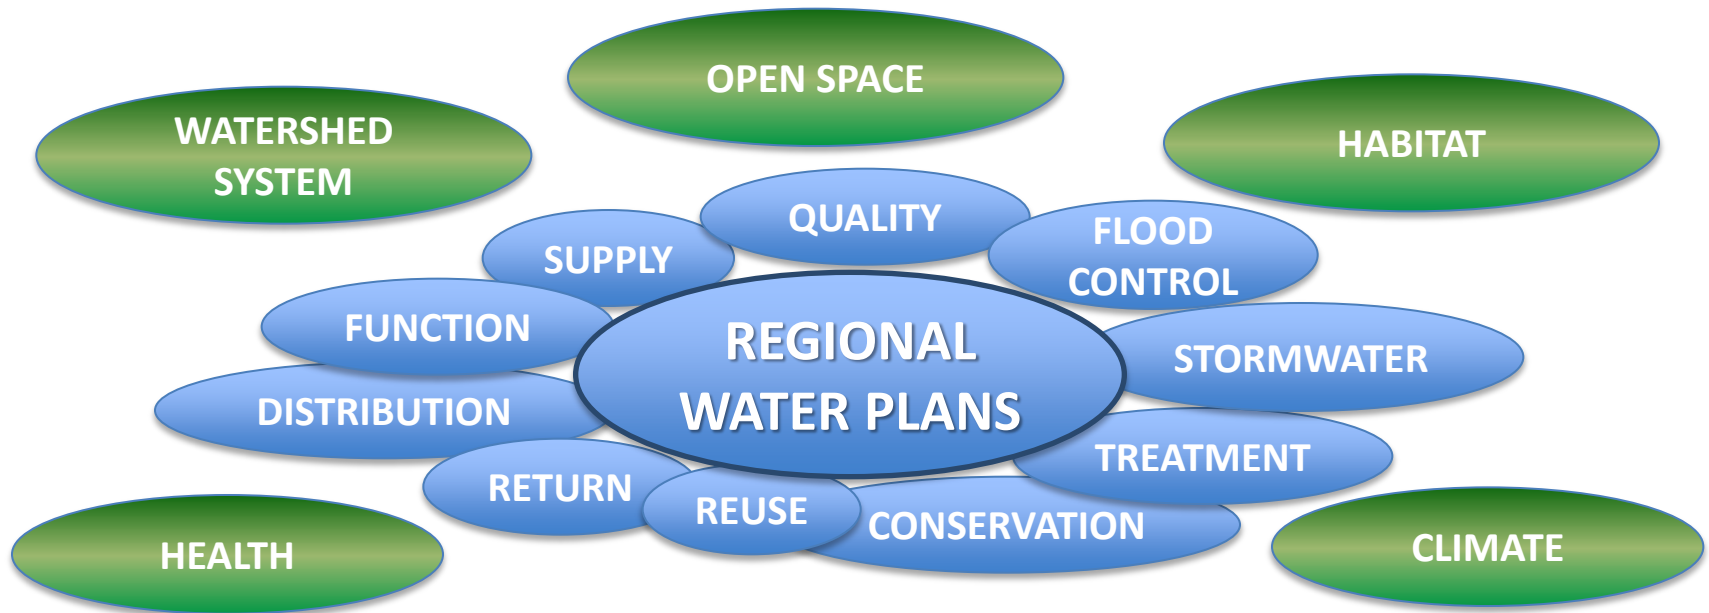 OPEN SPACE
WATERSHED
SYSTEM
HABITAT
QUALITY
SUPPLY
FLOOD
CONTROL
FUNCTION
REGIONAL
WATER PLANS
STORMWATER
DISTRIBUTION
TREATMENT
RETURN
REUSE
CONSERVATION
HEALTH
CLIMATE